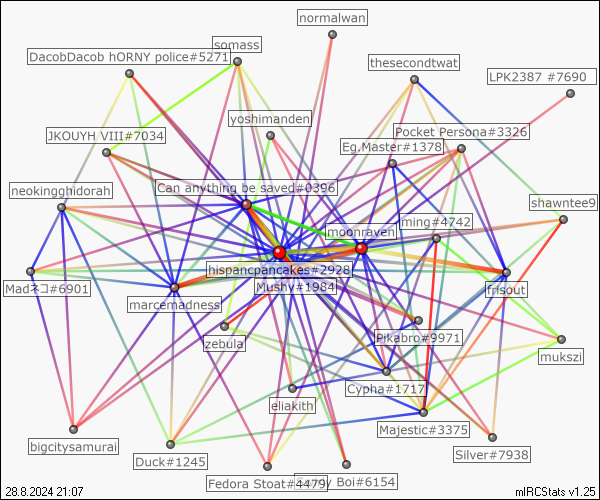 normalwan
somass
DacobDacob hORNY police#5271
thesecondtwat
LPK2387 #7690
yoshimanden
JKOUYH VIII#7034
Pocket Persona#3326
Eg.Master#1378
Can anything be saved#0396
neokingghidorah
shawntee9
ming#4742
moonraven
hispancpancakes#2928
Mushy#1984
Madネコ#6901
marcemadness
frisout
zebula
Pikabro#9971
mukszi
Cypha#1717
eliakith
Majestic#3375
bigcitysamurai
Duck#1245
Silver#7938
Fedora Stoat#4479
Boi#6154
28.8.2024 21:07
mIRCStats v1.25